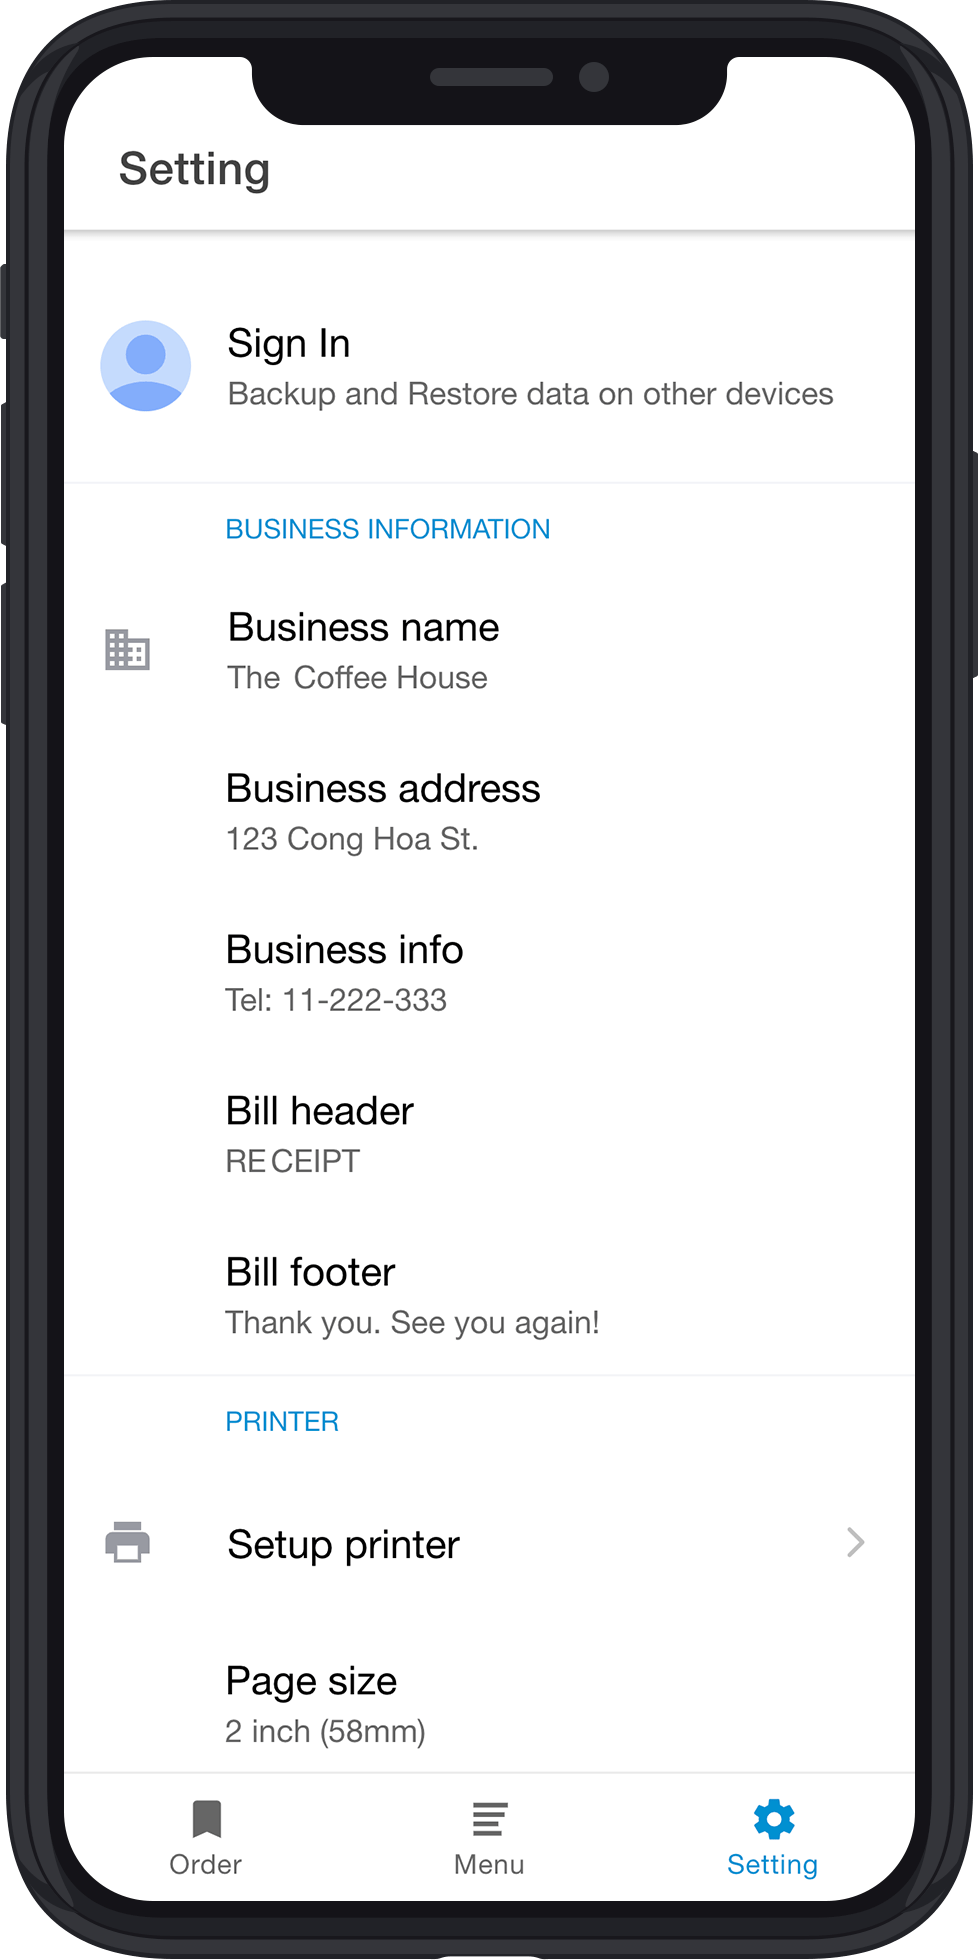 Setting
Sign In
Backup and Restore data on other devices
BUSINESS INFORMATION
Business name
The Coffee House
Business address
123 Cong Hoa St.
Business info
Tel: 11-222-333
Bill header
RECEIPT
Bill footer
Thank you. See you again!
PRINTER
Setup printer
Page size
2 inch (58mm)
Order
Menu
Setting